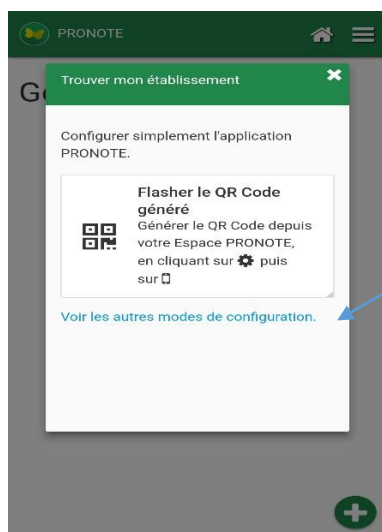 PRONOTE
Ge
Trouver mon établissement
Configurer simplement l'application
PRONOTE.
Flasher le QR Code
généré
Générer le QR Code depuis
votre Espace PRONOTE,
en cliquant sur puis
sur
Voir les autres modes de configuration.